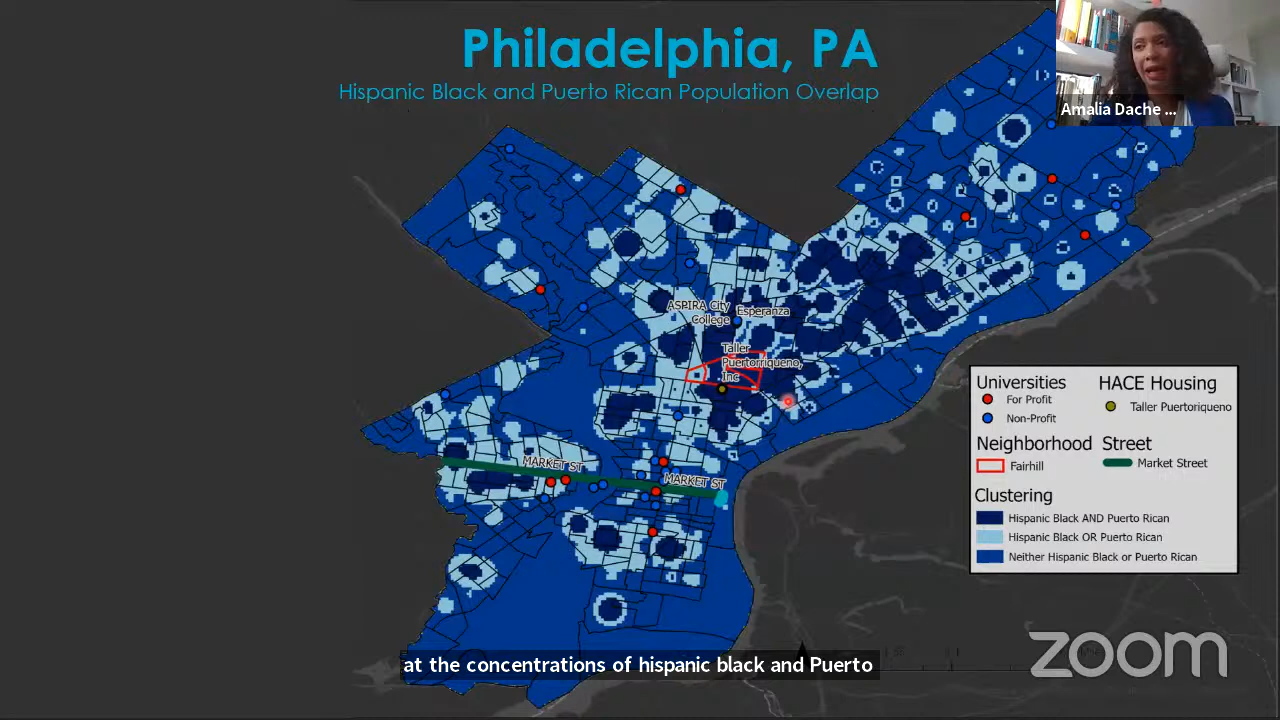 Philadelphia, PA
Hispanic Black and Puerto Rican Population Overlap
Amalia Dache ...
ASPIRA City
College
Esperanza
Taller
Puertorriqueno,
Inc
MARKET ST
MARKET ST
Universities
For Profit
Non-Profit
HACE Housing
Taller Puertoriqueno
Neighborhood
Fairhill
Street
Market Street
Clustering
Hispanic Black AND Puerto Rican
Hispanic Black OR Puerto Rican
Neither Hispanic Black or Puerto Rican
at the concentrations of hispanic black and Puerto
zoom